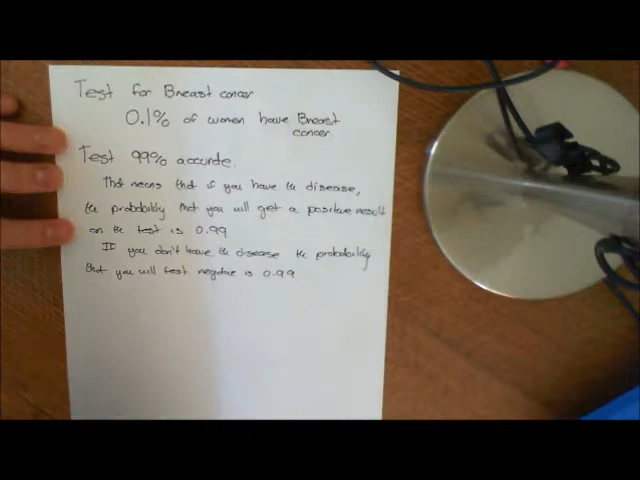 Test for Breast cancer
0.1% of women have Breast
cancer.
Test 99% accurate.
That means that if you have the disease,
the probability that you will get a positive result
on the test is 0.99
If you don't have the disease the probability
that you will test negative is 0.99